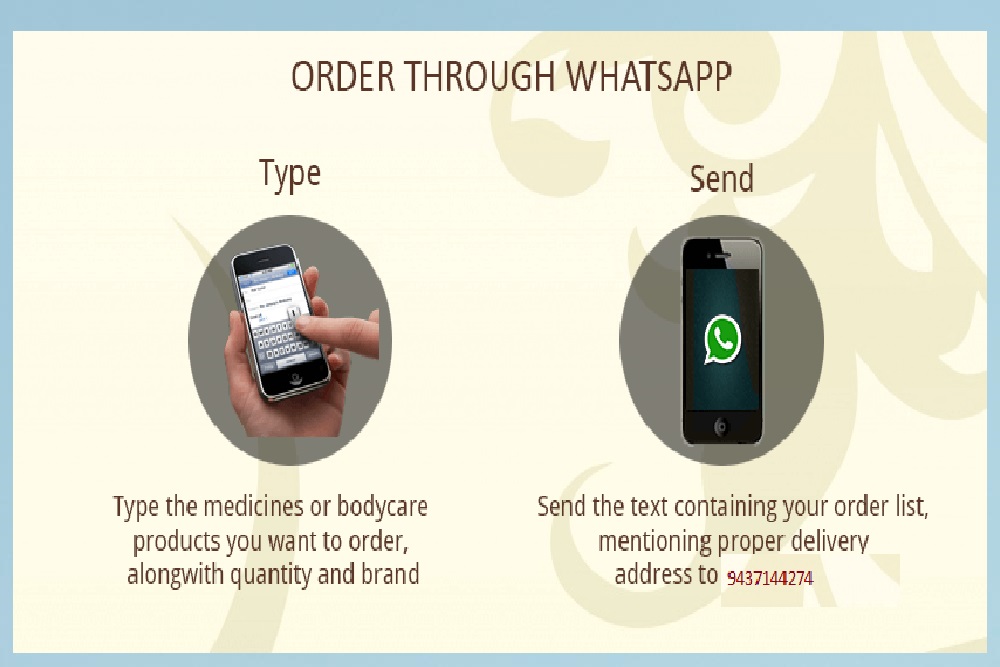 ORDER THROUGH WHATSAPP
Type
Send
Type the medicines or bodycare
products you want to order,
alongwith quantity and brand
Send the text containing your order list,
mentioning proper delivery
address to 9437144274